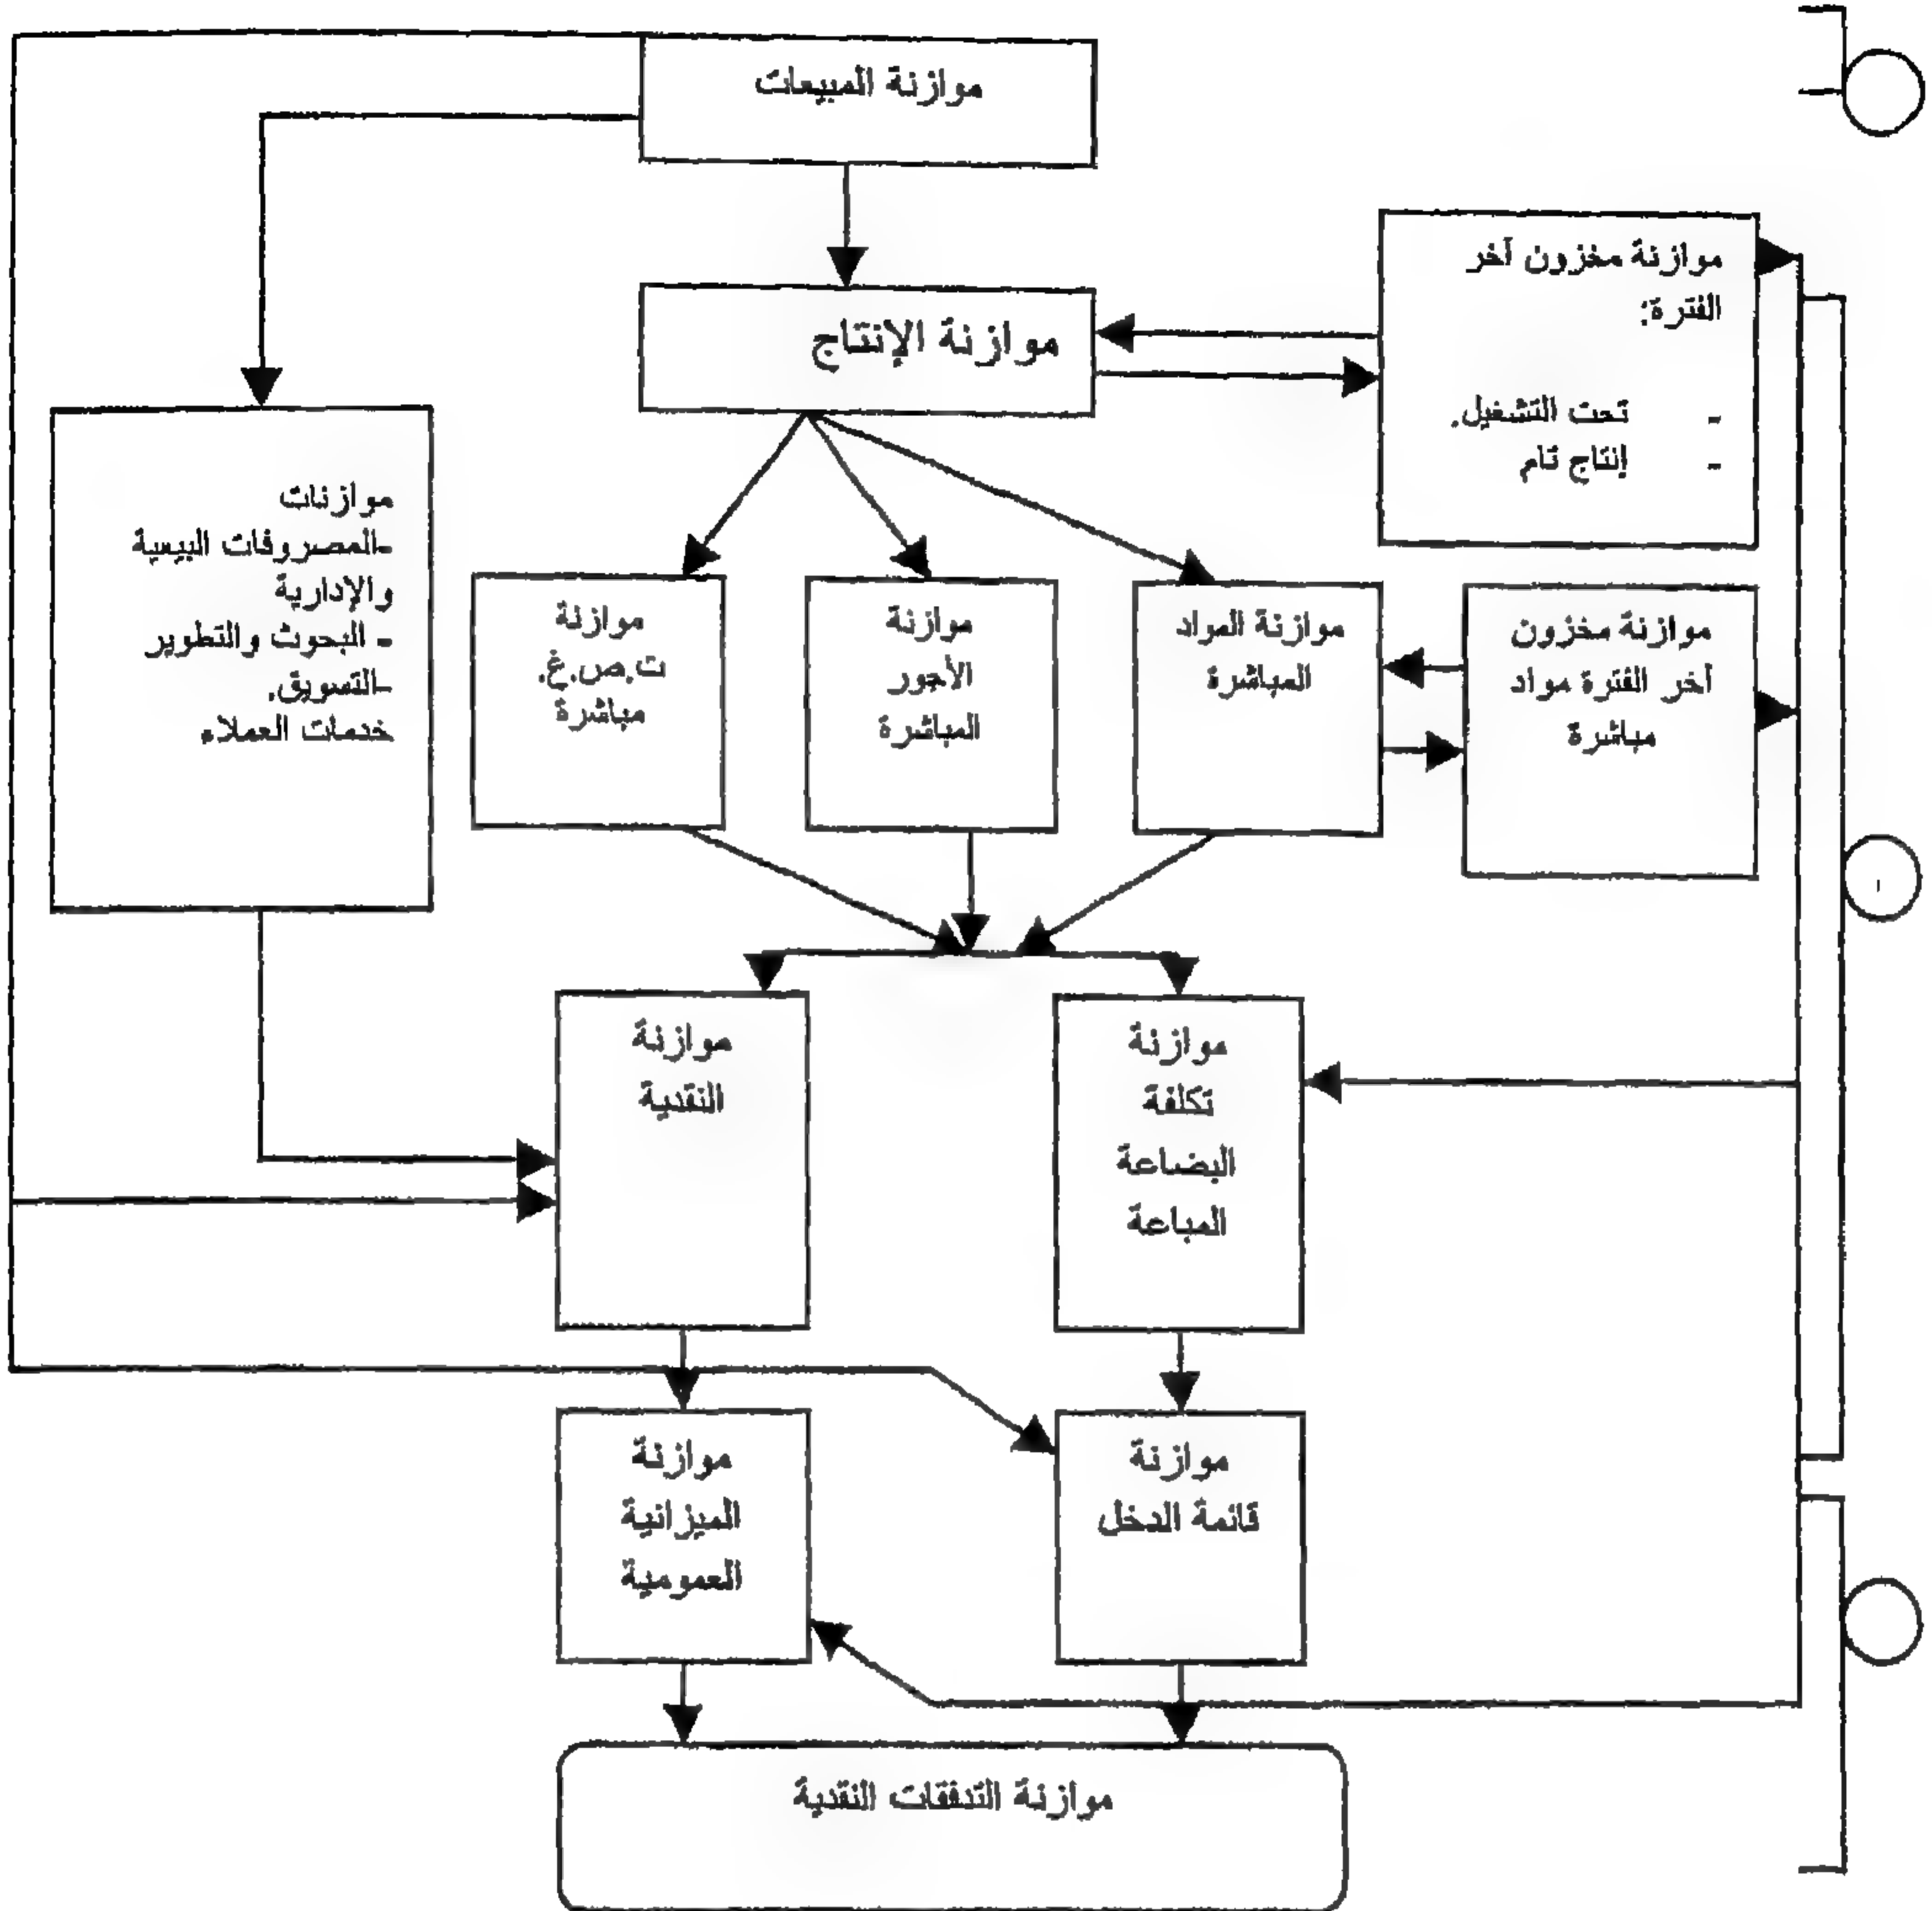 موازنة المبيعات
موازنة مخزون آخر
الفترة:
- تحت التشغيل.
- إنتاج تام
موازنة الإنتاج
موازنات
-المصروفات البيعية
والإدارية
- البحوث والتطوير
-التسويق.
خدمات العملاء
موازنة مخزون
آخر الفترة مواد
مباشرة
موازنة المواد
المباشرة
موازنة
الأجور
المباشرة
موازنة
ت.ص.غ.
مباشرة
موازنة
تكلفة
البضاعة
المباعة
موازنة
النقدية
موازنة
قائمة الدخل
موازنة
الميزانية
العمومية
موازنة التدفقات النقدية